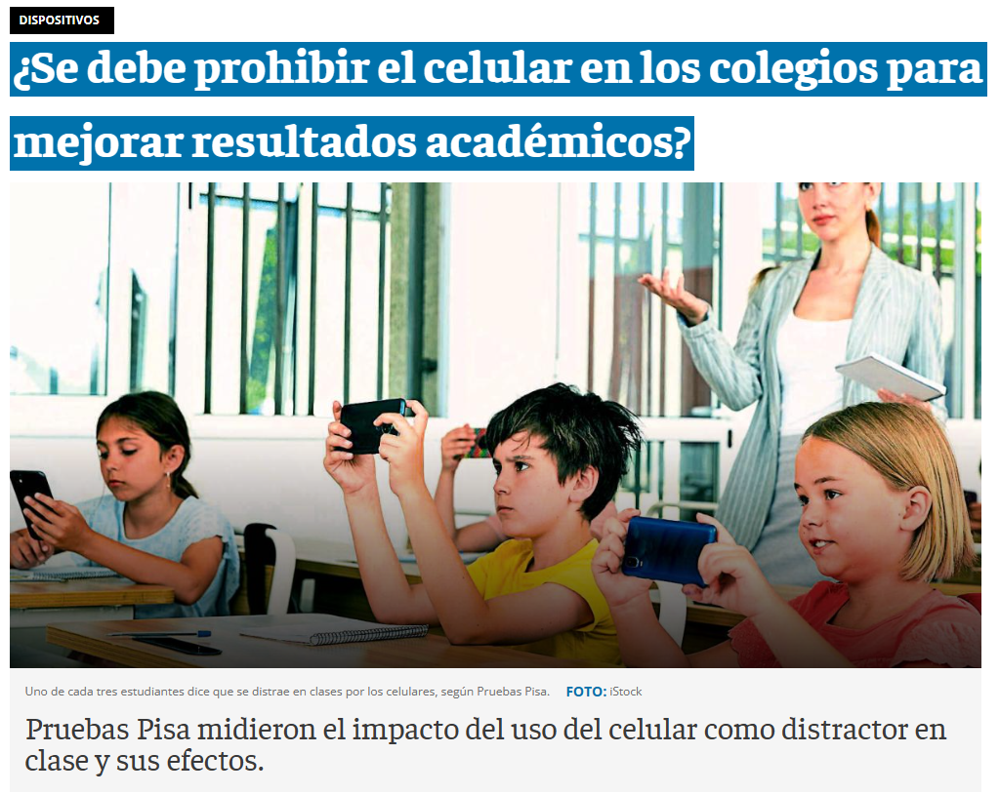 DISPOSITIVOS
¿Se debe prohibir el celular en los colegios para
mejorar resultados académicos?
Uno de cada tres estudiantes dice que se distrae en clases por los celulares, según Pruebas Pisa. FOTO: iStock
Pruebas Pisa midieron el impacto del uso del celular como distractor en
clase y sus efectos.